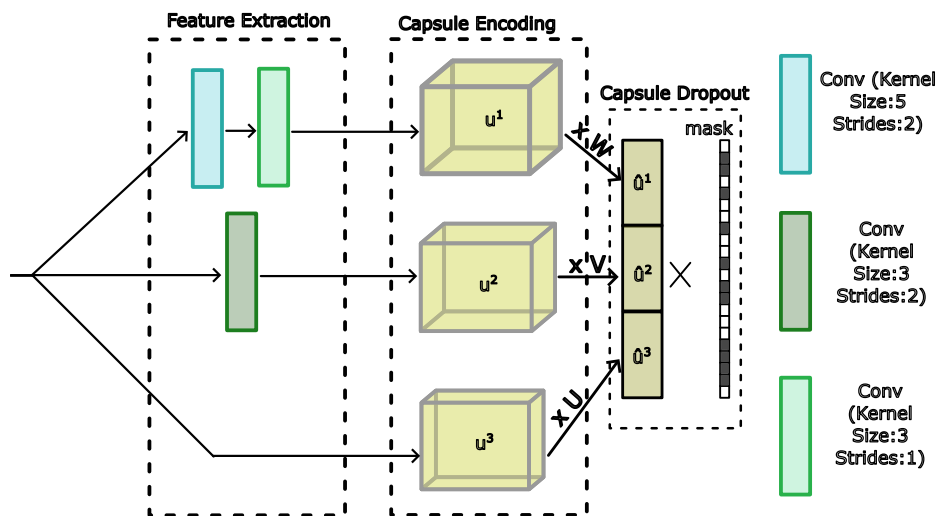 Feature Extraction
Capsule Encoding
Capsule Dropout
mask
u¹
x W
û¹
u²
x V
û²
u³
x U
û³
Conv (Kernel
Size:5
Strides:2)
Conv
(Kernel
Size:3
Strides:2)
Conv
(Kernel
Size:3
Strides:1)